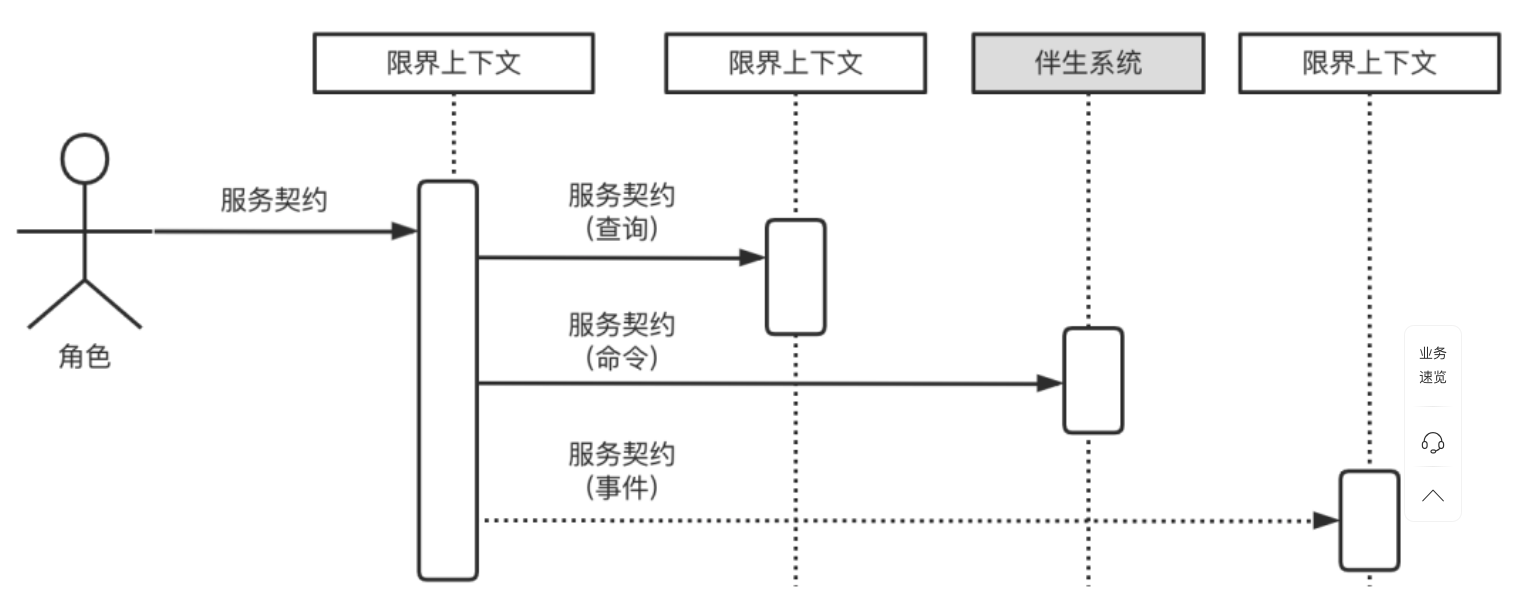 限界上下文
限界上下文
伴生系统
限界上下文
服务契约
服务契约
(查询)
角色
服务契约
(命令)
业务
速览
服务契约
(事件)